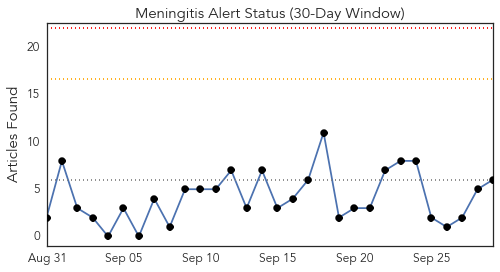 Meningitis Alert Status (30-Day Window)
Articles Found
20
15
10
5
0
Aug 31 Sep 05 Sep 10 Sep 15 Sep 20 Sep 25